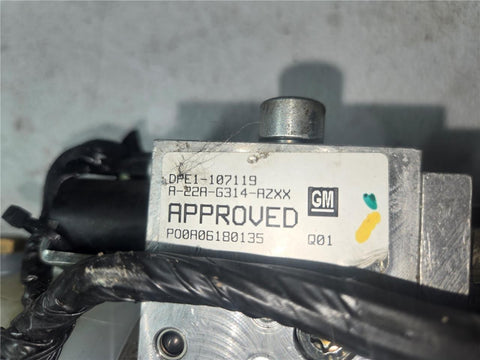 DPE1-107119
A-22A-G314-AZXX
APPROVED GM
P00A06180135 Q01